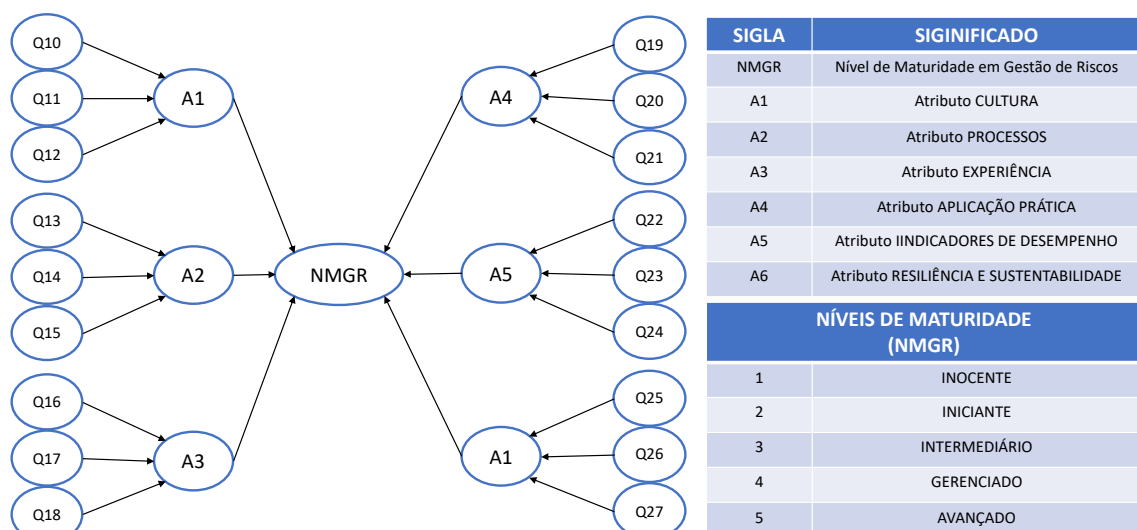 Q10
Q11
A1
Q12
Q13
Q14
A2
Q15
Q16
Q17
A3
Q18
NMGR
Q19
A4
Q20
Q21
Q22
A5
Q23
Q24
Q25
A1
Q26
Q27
SIGLA SIGINIFICADO
NMGR Nível de Maturidade em Gestão de Riscos
A1 Atributo CULTURA
A2 Atributo PROCESSOS
A3 Atributo EXPERIÊNCIA
A4 Atributo APLICAÇÃO PRÁTICA
A5 Atributo IINDICADORES DE DESEMPENHO
A6 Atributo RESILIÊNCIA E SUSTENTABILIDADE
NÍVEIS DE MATURIDADE
(NMGR)
1 INOCENTE
2 INICIANTE
3 INTERMEDIÁRIO
4 GERENCIADO
5 AVANÇADO